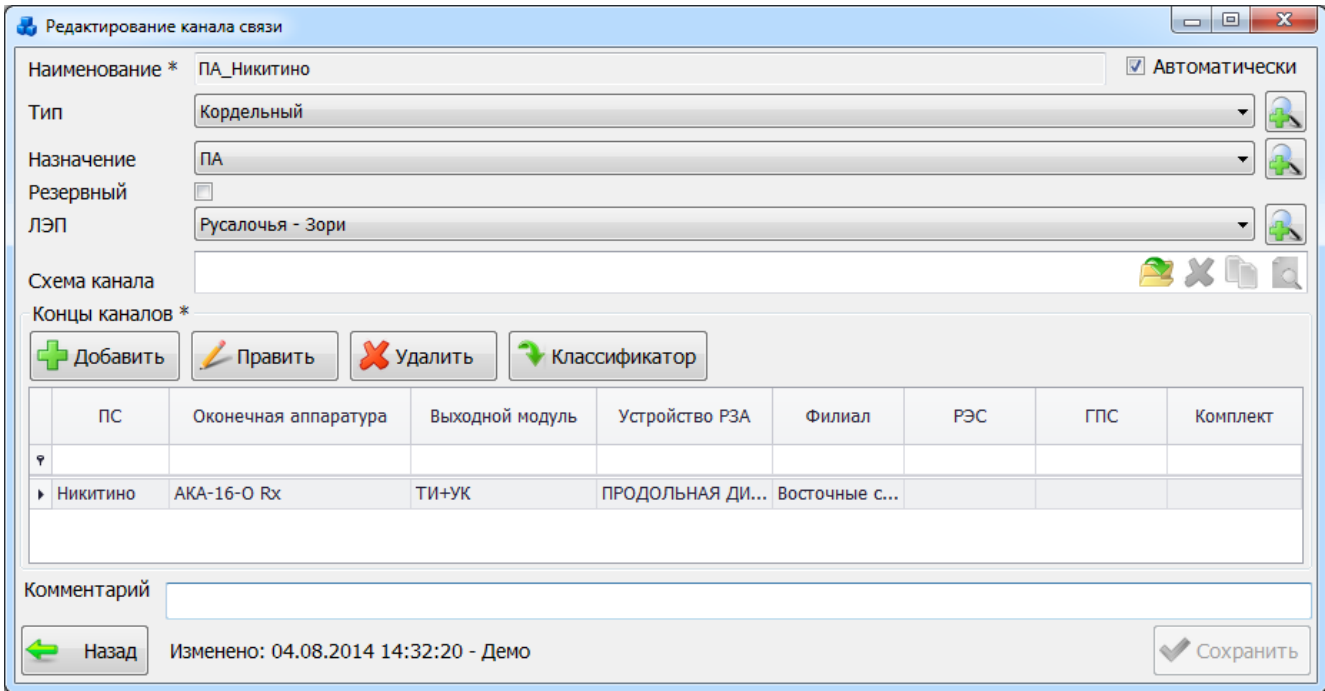 Редактирование канала связи
Наименование * ПА_Никитино Автоматически
Тип Кордельный
Назначение ПА
Резервный
ЛЭП Русалочья - Зори
Схема канала
Концы каналов *
Добавить Править Удалить Классификатор
ПС Оконечная аппаратура Выходной модуль Устройство РЗА Филиал РЭС ГПС Комплект
Никитино АКА-16-О Rx ТИ+УК ПРОДОЛЬНАЯ ДИ... Восточные с...
Комментарий
Назад Изменено: 04.08.2014 14:32:20 - Демо Сохранить